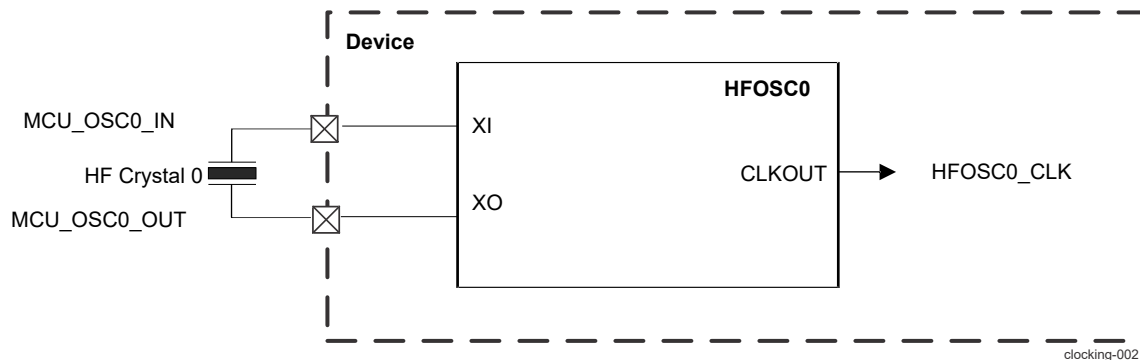 Device
HFOSC0
MCU_OSC0_IN
XI
HF Crystal 0
CLKOUT
HFOSC0_CLK
XO
MCU_OSC0_OUT
clocking-002